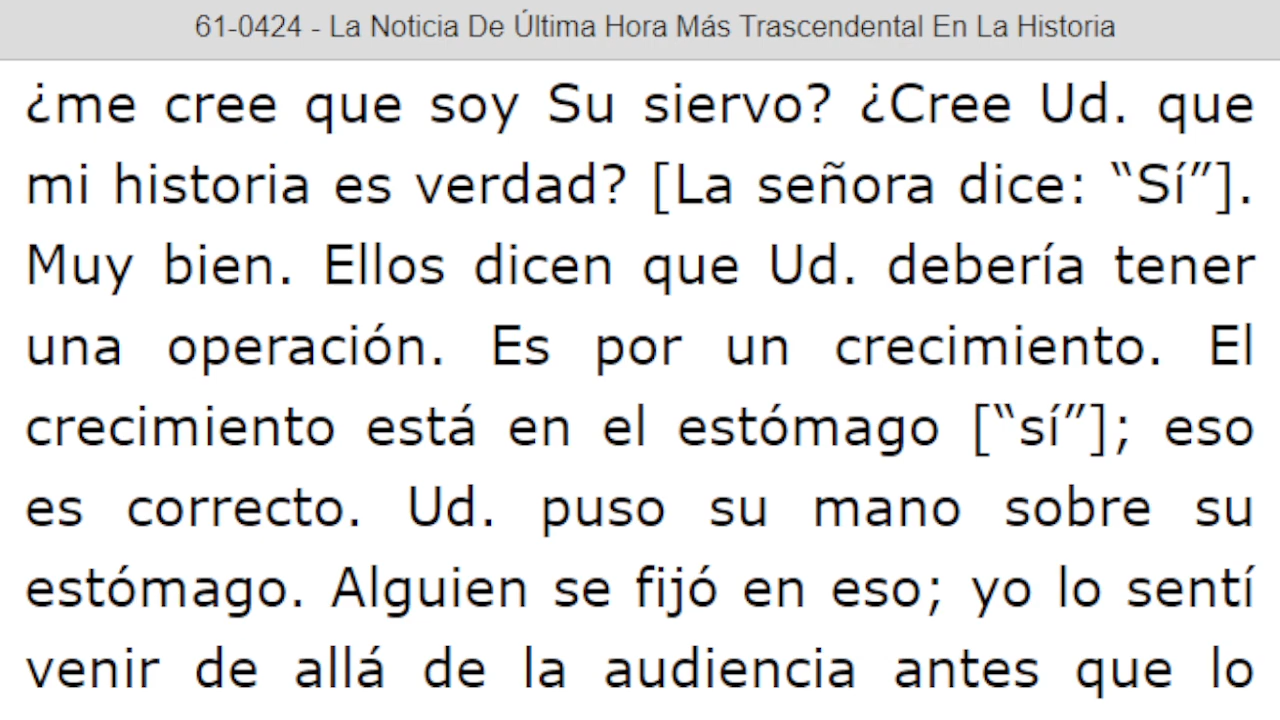 61-0424 - La Noticia De Última Hora Más Trascendental En La Historia
¿me cree que soy Su siervo? ¿Cree Ud. que
mi historia es verdad? [La señora dice: “Sí”].
Muy bien. Ellos dicen que Ud. debería tener
una operación. Es por un crecimiento. El
crecimiento está en el estómago [“sí”]; eso
es correcto. Ud. puso su mano sobre su
estómago. Alguien se fijó en eso; yo lo sentí
venir de allá de la audiencia antes que lo